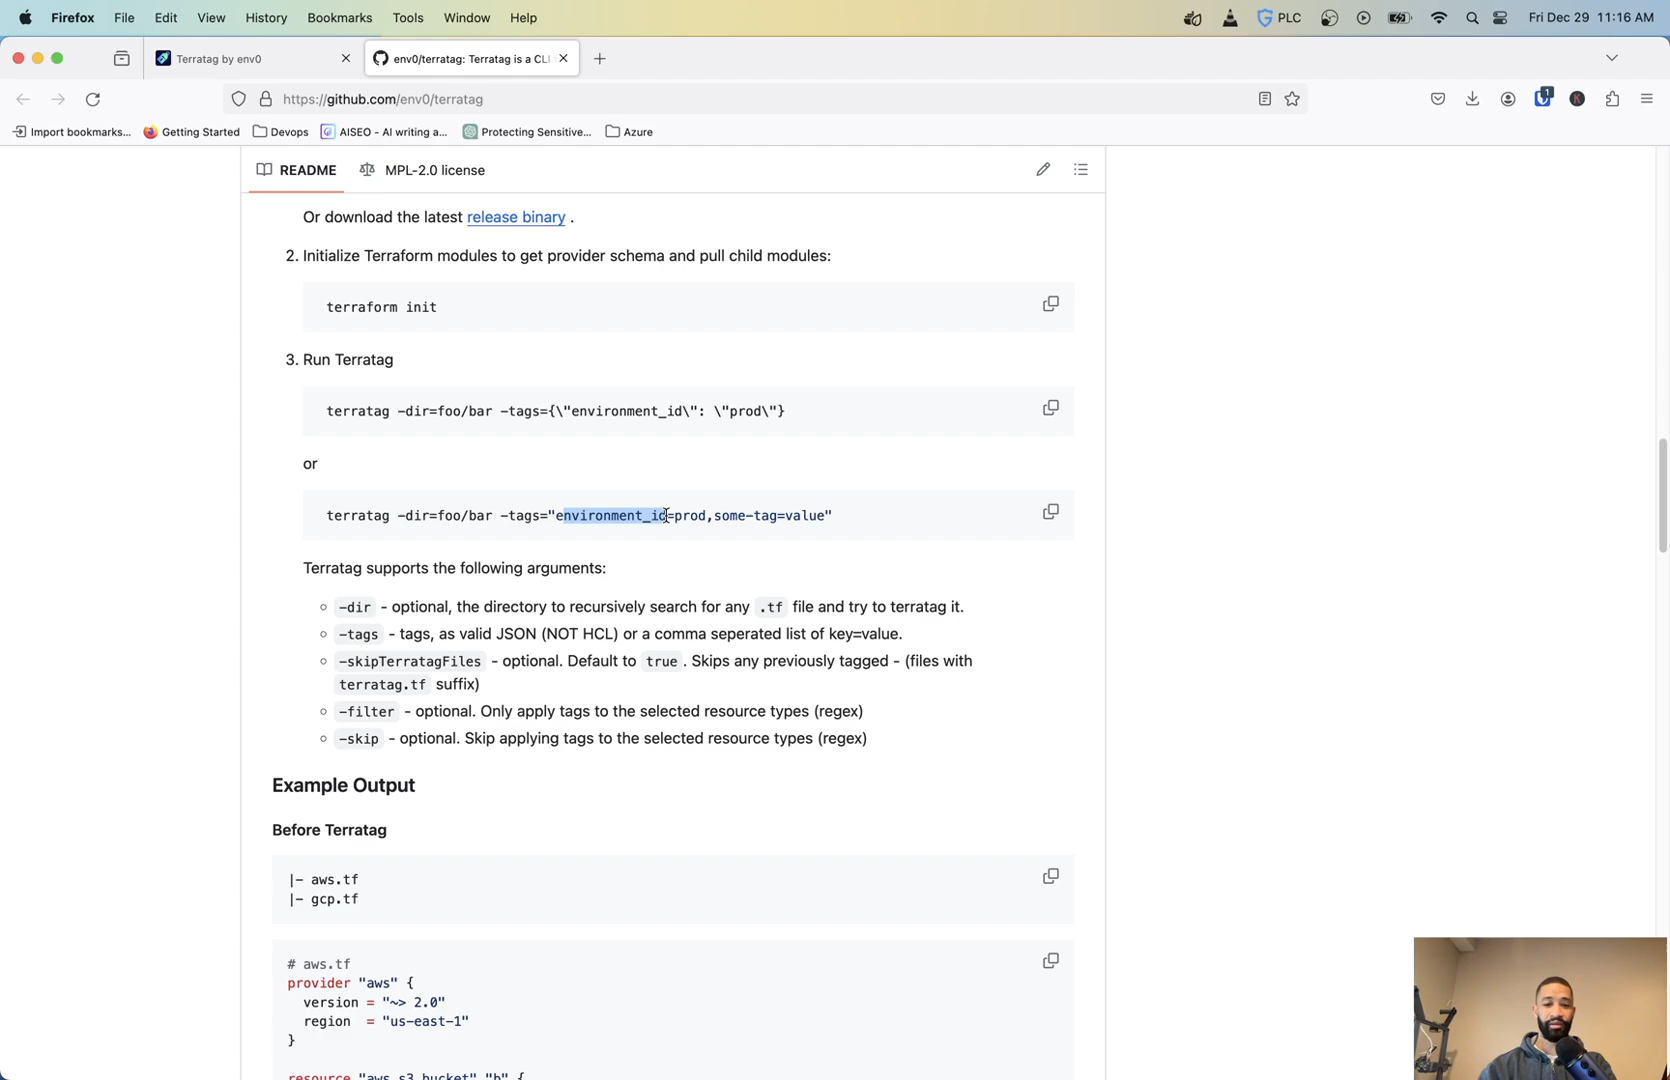 Firefox File Edit View History Bookmarks Tools Window Help PLC Fri Dec 29 11:16 AM
Terratag by env0
env0/terratag: Terratag is a CLI
https://github.com/env0/terratag
1
K
Import bookmarks... Getting Started Devops AISEO - AI writing a... Protecting Sensitive... Azure
README MPL-2.0 license
Or download the latest release binary .
2. Initialize Terraform modules to get provider schema and pull child modules:
terraform init
3. Run Terratag
terratag -dir=foo/bar -tags={\"environment_id\": \"prod\"}
or
terratag -dir=foo/bar -tags="environment_id=prod,some-tag=value"
Terratag supports the following arguments:
-dir - optional, the directory to recursively search for any .tf file and try to terratag it.
-tags - tags, as valid JSON (NOT HCL) or a comma seperated list of key=value.
-skipTerratagFiles - optional. Default to true . Skips any previously tagged - (files with
terratag.tf suffix)
-filter - optional. Only apply tags to the selected resource types (regex)
-skip - optional. Skip applying tags to the selected resource types (regex)
Example Output
Before Terratag
|- aws.tf
|- gcp.tf
# aws.tf
provider "aws" {
version = "~> 2.0"
region = "us-east-1"
}
resource "aws_s3_bucket" "b" {